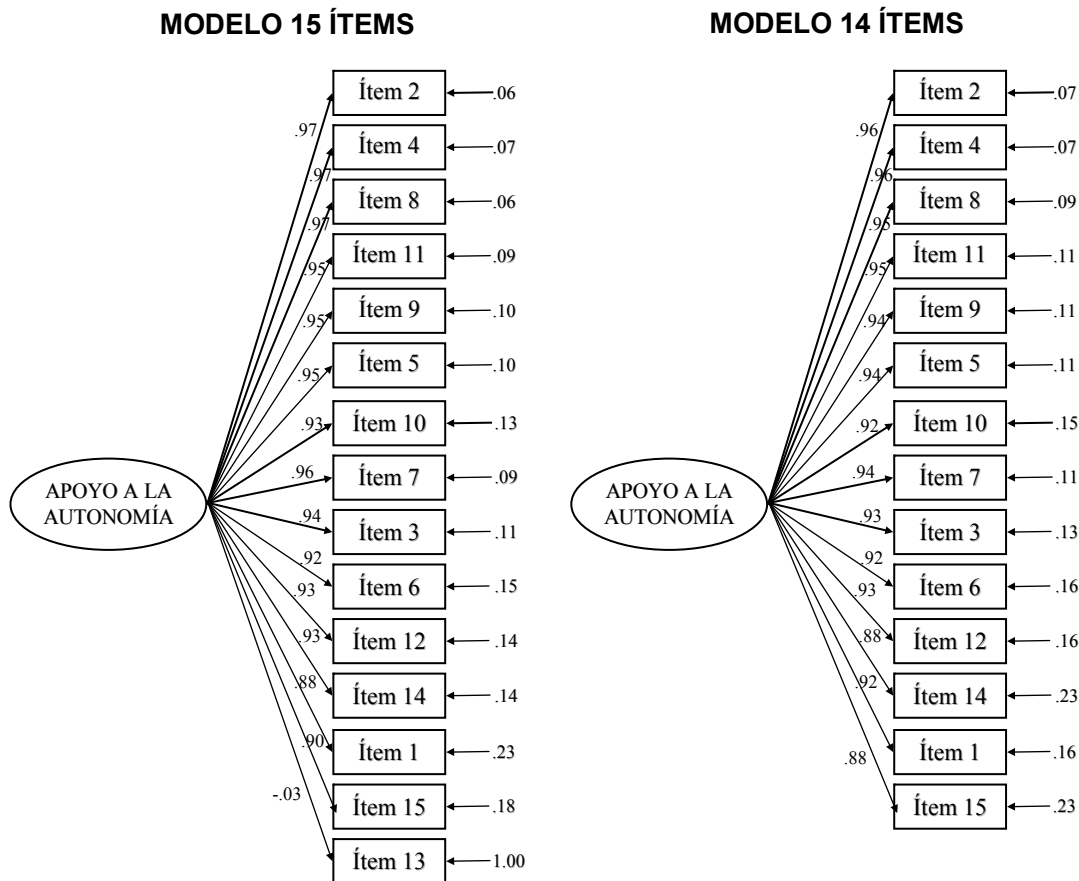 MODELO 15 ÍTEMS
APOYO A LA
AUTONOMÍA
.97
.97
.97
.95
.95
.95
.93
.96
.94
.92
.93
.93
.88
.90
-.03
Ítem 2
.06
Ítem 4
.07
Ítem 8
.06
Ítem 11
.09
Ítem 9
.10
Ítem 5
.10
Ítem 10
.13
Ítem 7
.09
Ítem 3
.11
Ítem 6
.15
Ítem 12
.14
Ítem 14
.14
Ítem 1
.23
Ítem 15
.18
Ítem 13
1.00
MODELO 14 ÍTEMS
APOYO A LA
AUTONOMÍA
.96
.96
.95
.95
.94
.94
.92
.94
.93
.92
.93
.88
.92
.88
Ítem 2
.07
Ítem 4
.07
Ítem 8
.09
Ítem 11
.11
Ítem 9
.11
Ítem 5
.11
Ítem 10
.15
Ítem 7
.11
Ítem 3
.13
Ítem 6
.16
Ítem 12
.16
Ítem 14
.23
Ítem 1
.16
Ítem 15
.23